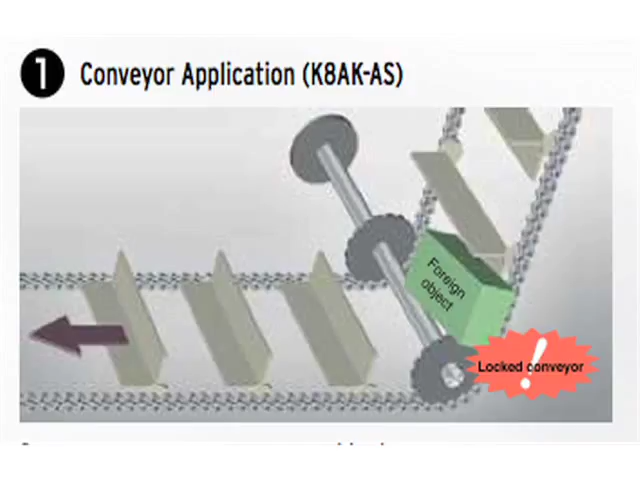 1 Conveyor Application (K8AK-AS)
Foreign
object
Locked conveyor
!